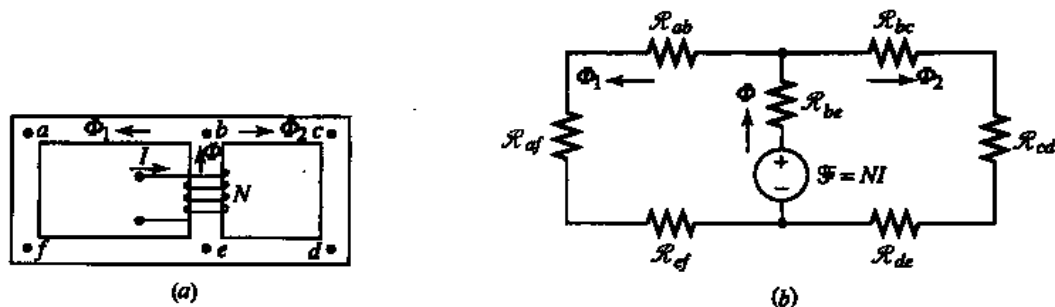 ℛab ℛbc
Φ1 Φ2
Φ ℛbe
ℛaf ℛcd
𝓕 = NI
ℛef ℛde
(b)
a Φ1 b Φ2 c
I Φ
N
f e d
(a)